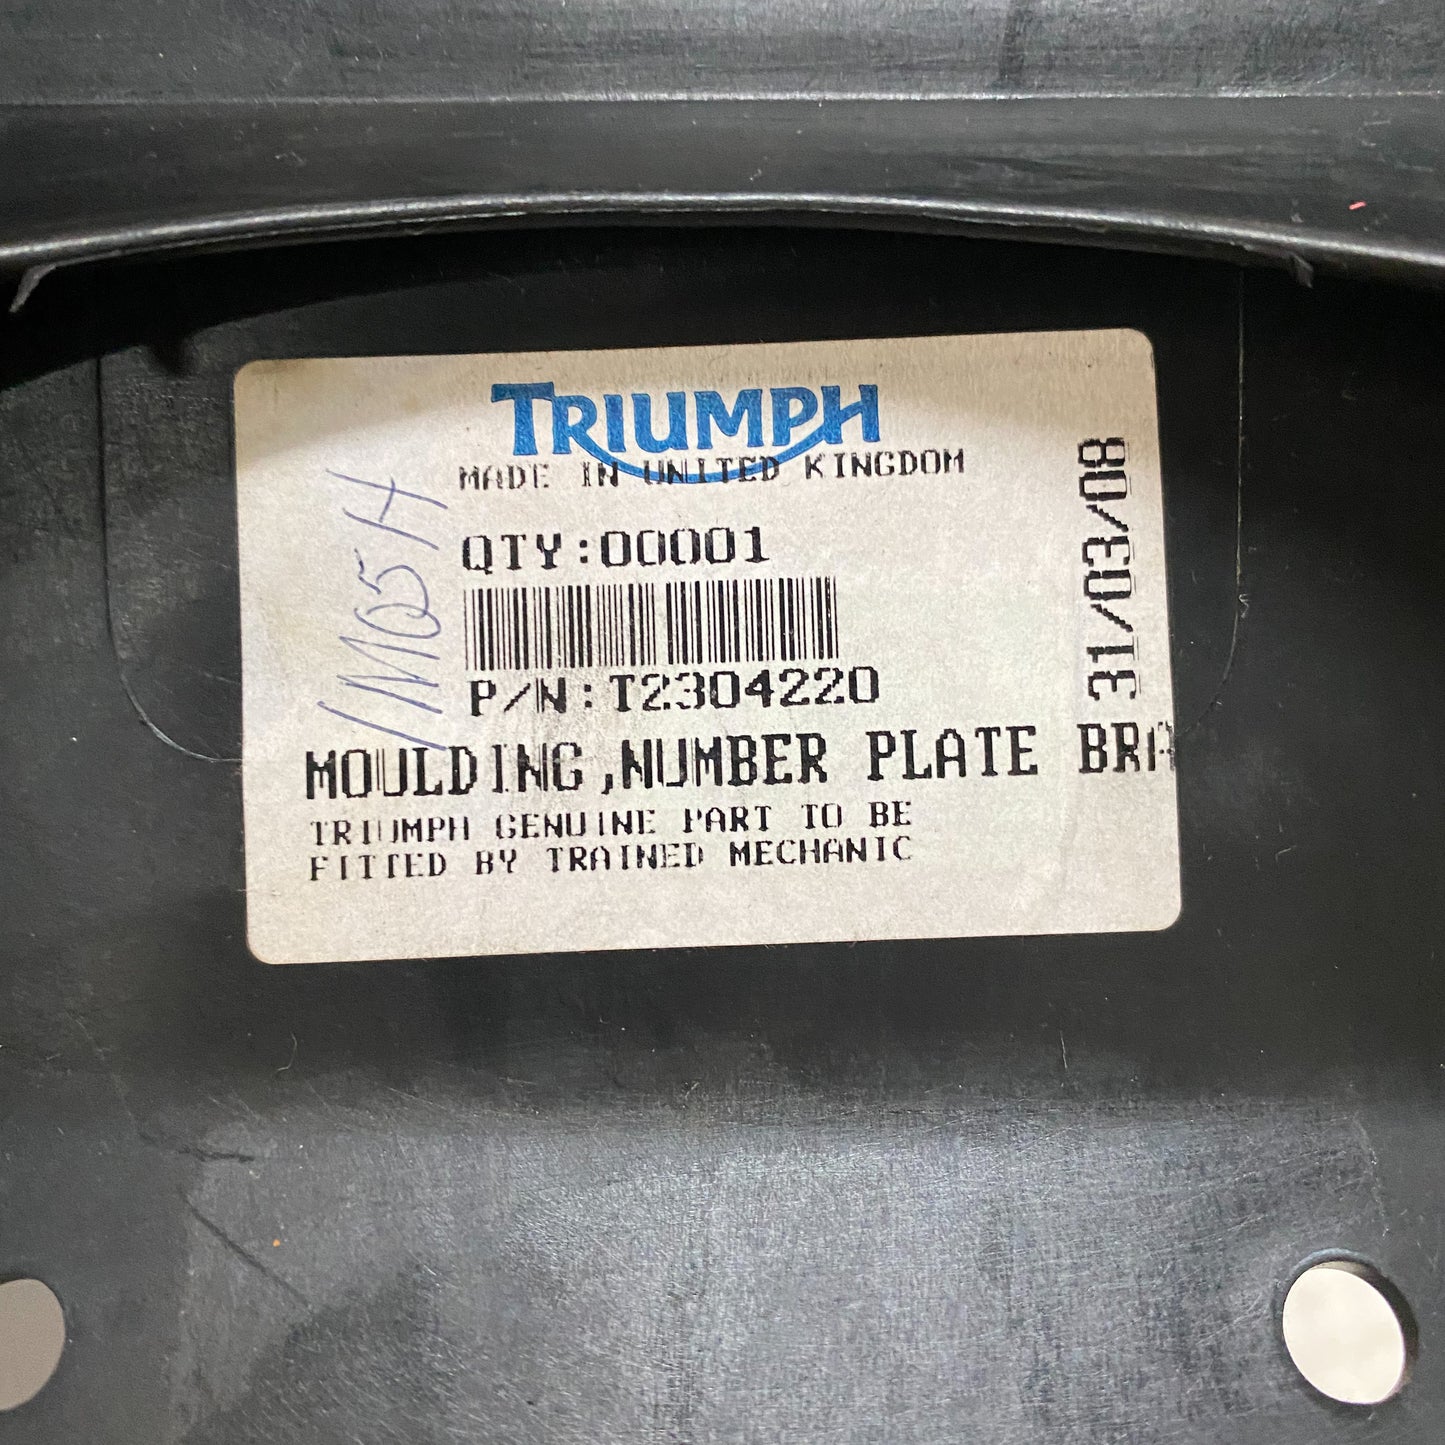 TRIUMPH
MADE IN UNITED KINGDOM
QTY:00001
P/N:T2304220
MOULDING,NUMBER PLATE BRA
TRIUMPH GENUINE PART TO BE
FITTED BY TRAINED MECHANIC
31/03/08